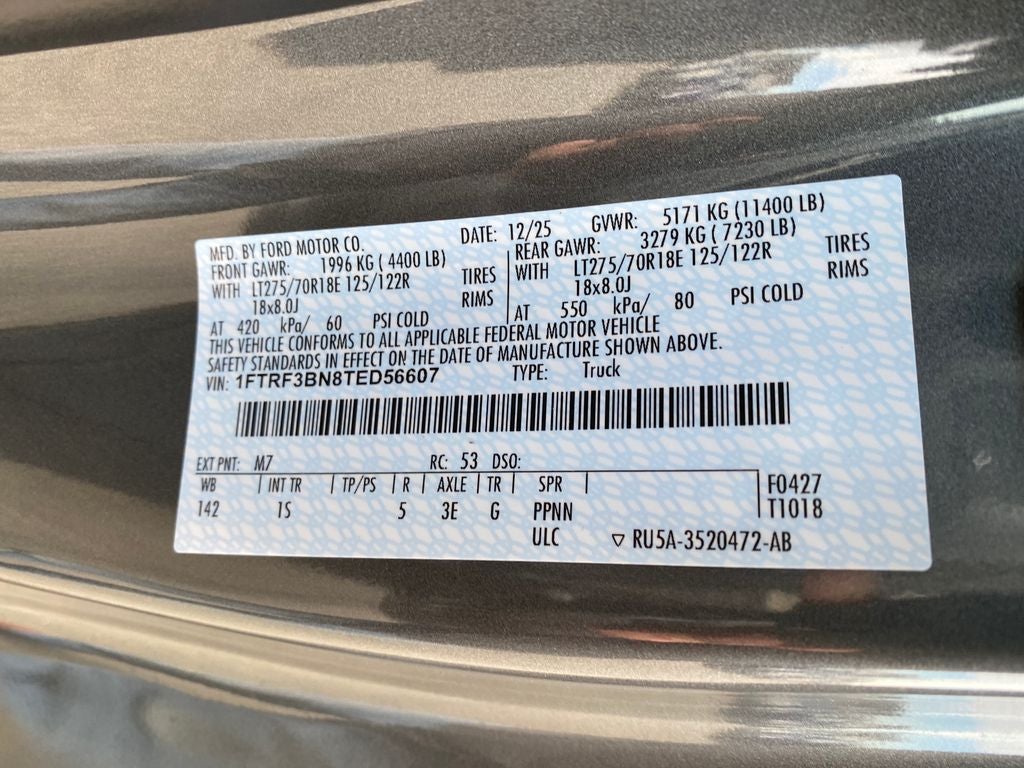 MFD. BY FORD MOTOR CO. DATE: 12/25 GVWR: 5171 KG (11400 LB)
FRONT GAWR: 1996 KG ( 4400 LB) REAR GAWR: 3279 KG ( 7230 LB)
WITH LT275/70R18E 125/122R TIRES WITH LT275/70R18E 125/122R TIRES
18x8.0J RIMS 18x8.0J RIMS
AT 420 kPa/ 60 PSI COLD AT 550 kPa/ 80 PSI COLD
THIS VEHICLE CONFORMS TO ALL APPLICABLE FEDERAL MOTOR VEHICLE
SAFETY STANDARDS IN EFFECT ON THE DATE OF MANUFACTURE SHOWN ABOVE.
VIN: 1FTRF3BN8TED56607 TYPE: Truck
EXT PNT: M7 RC: 53 DSO:
WB | INT TR | TP/PS | R | AXLE | TR | SPR | F0427
142 1S 5 3E G PPNN T1018
ULC ▽ RU5A-3520472-AB